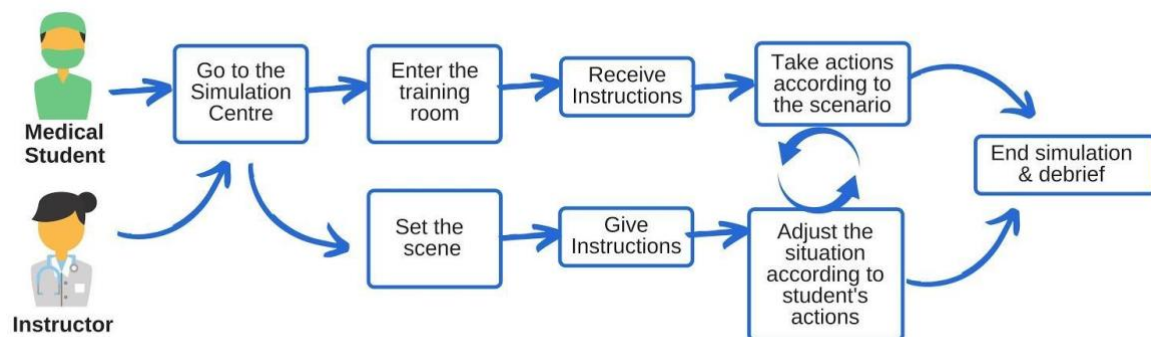 Medical
Student
Go to the
Simulation
Centre
Enter the
training
room
Receive
Instructions
Take actions
according to
the scenario
End simulation
& debrief
Instructor
Set the
scene
Give
Instructions
Adjust the
situation
according to
student's
actions